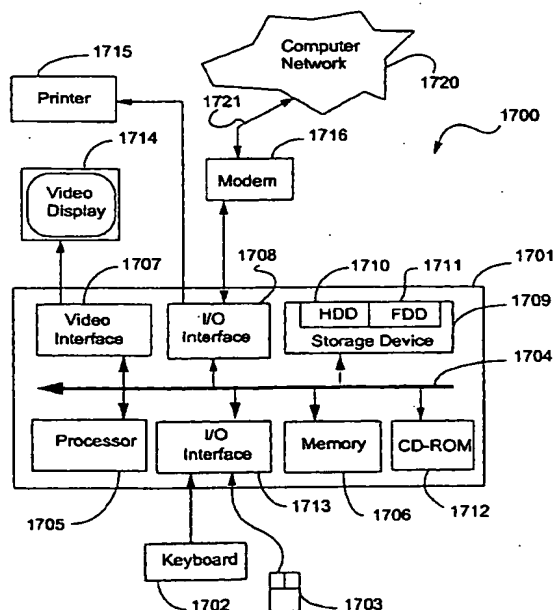 1715
Computer
Network
Printer
1721
1720
1700
1714
1716
Video
Display
Modem
1707
1708
1710
1711
1701
HDD
FDD
1709
Video
Interface
I/O
Interface
Storage Device
1704
Processor
I/O
Interface
Memory
CD-ROM
1705
1713
1706
1712
Keyboard
1702
1703